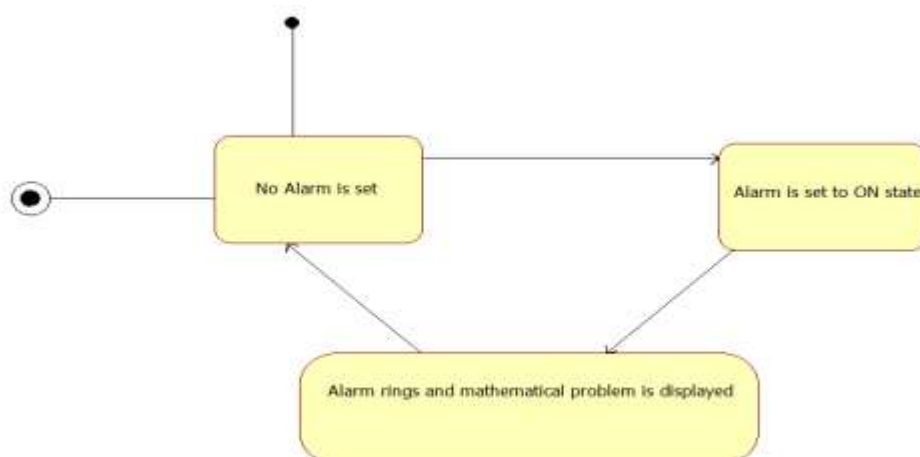 No Alarm is set
Alarm is set to ON state
Alarm rings and mathematical problem is displayed